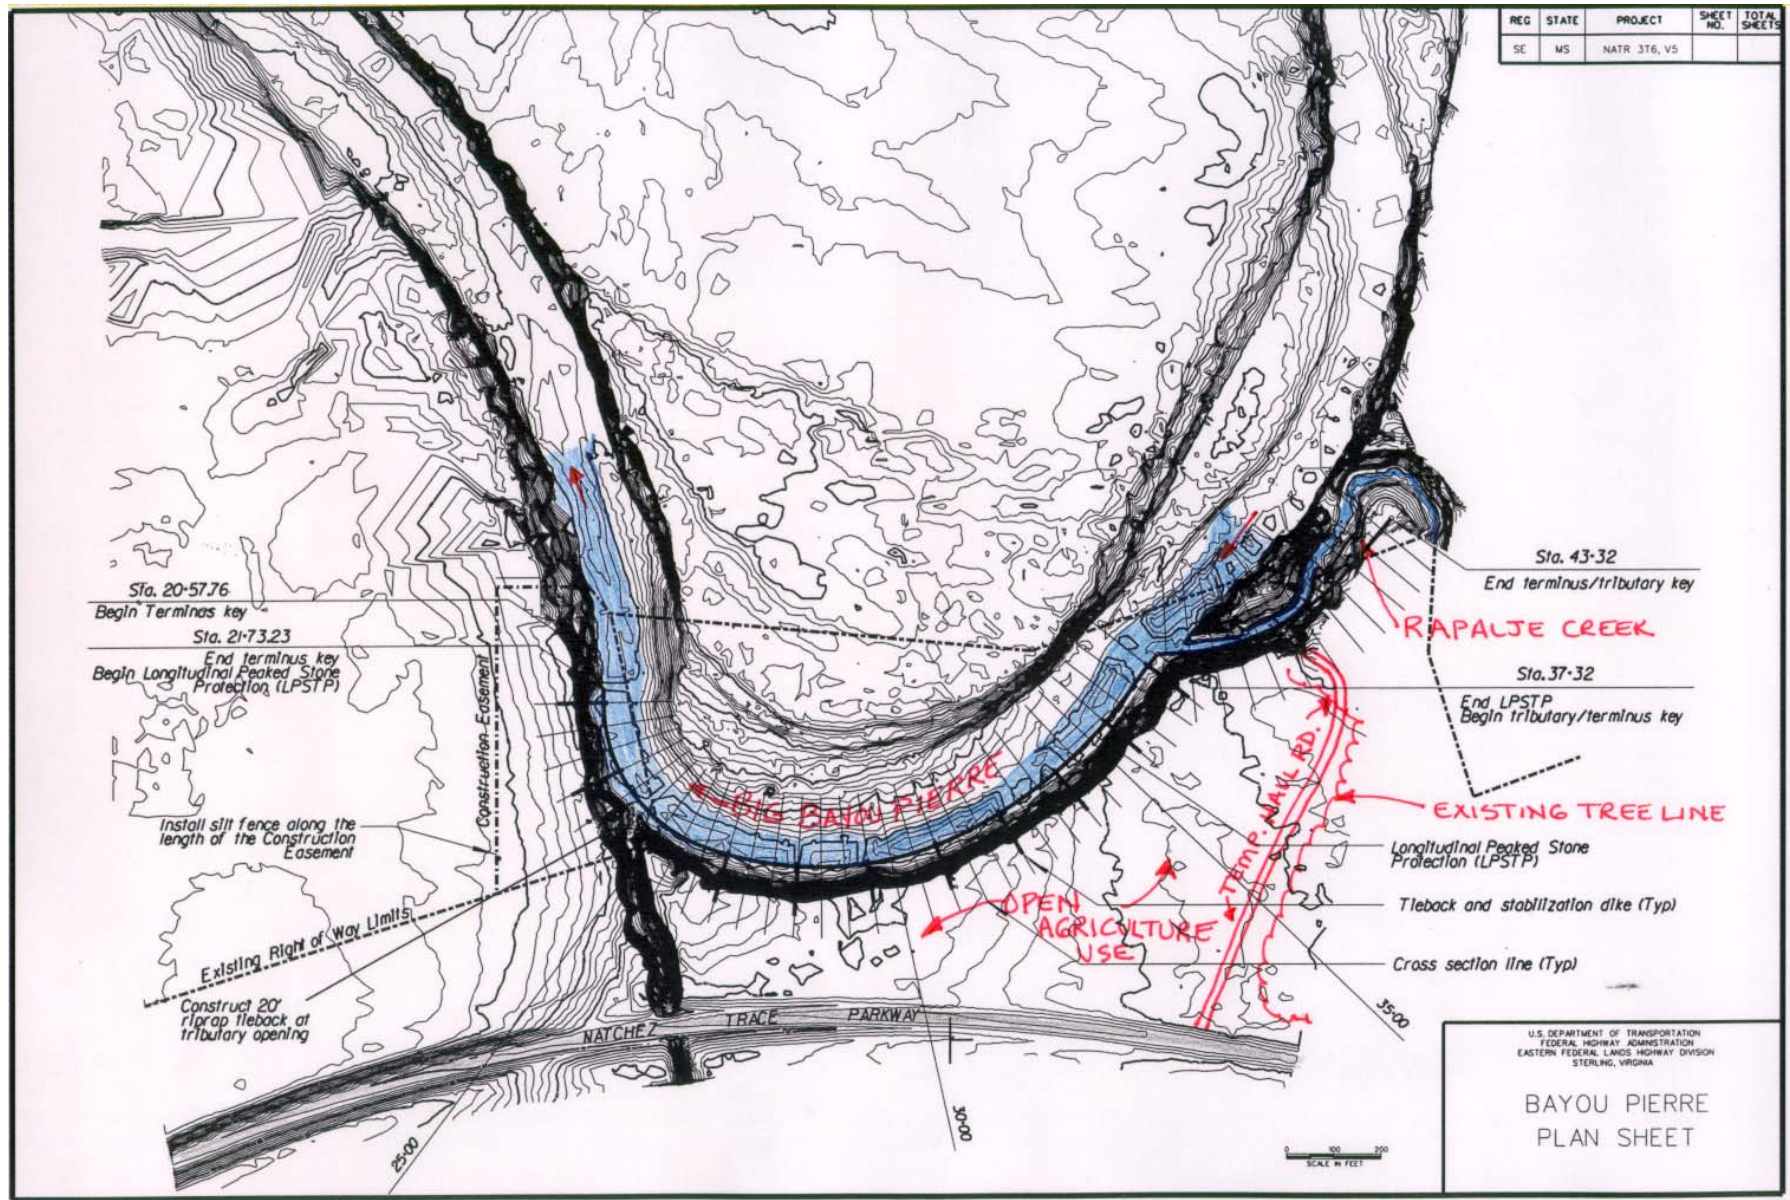 REG STATE PROJECT SHEET NO. TOTAL SHEETS
SE MS NATR 3T6, V5
Sta. 20+57.76
Begin Terminas key
Sta. 21+73.23
End terminus key
Begin Longitudinal Peaked Stone
Protection (LPSTP)
Construction Easement
Install silt fence along the
length of the Construction
Easement
Existing Right of Way Limits
Construct 20'
riprap tieback at
tributary opening
Sta. 43+32
End terminus/tributary key
RAPALJE CREEK
Sta. 37+32
End LPSTP
Begin tributary/terminus key
EXISTING TREE LINE
TEMP. HAUL RD.
BIG BAYOU PIERRE
Longitudinal Peaked Stone
Protection (LPSTP)
Tieback and stabilization dike (Typ)
OPEN
AGRICULTURE
USE
Cross section line (Typ)
NATCHEZ TRACE PARKWAY
25+00
30+00
35+00
0 100 200
SCALE IN FEET
U.S. DEPARTMENT OF TRANSPORTATION
FEDERAL HIGHWAY ADMINISTRATION
EASTERN FEDERAL LANDS HIGHWAY DIVISION
STERLING, VIRGINIA
BAYOU PIERRE
PLAN SHEET